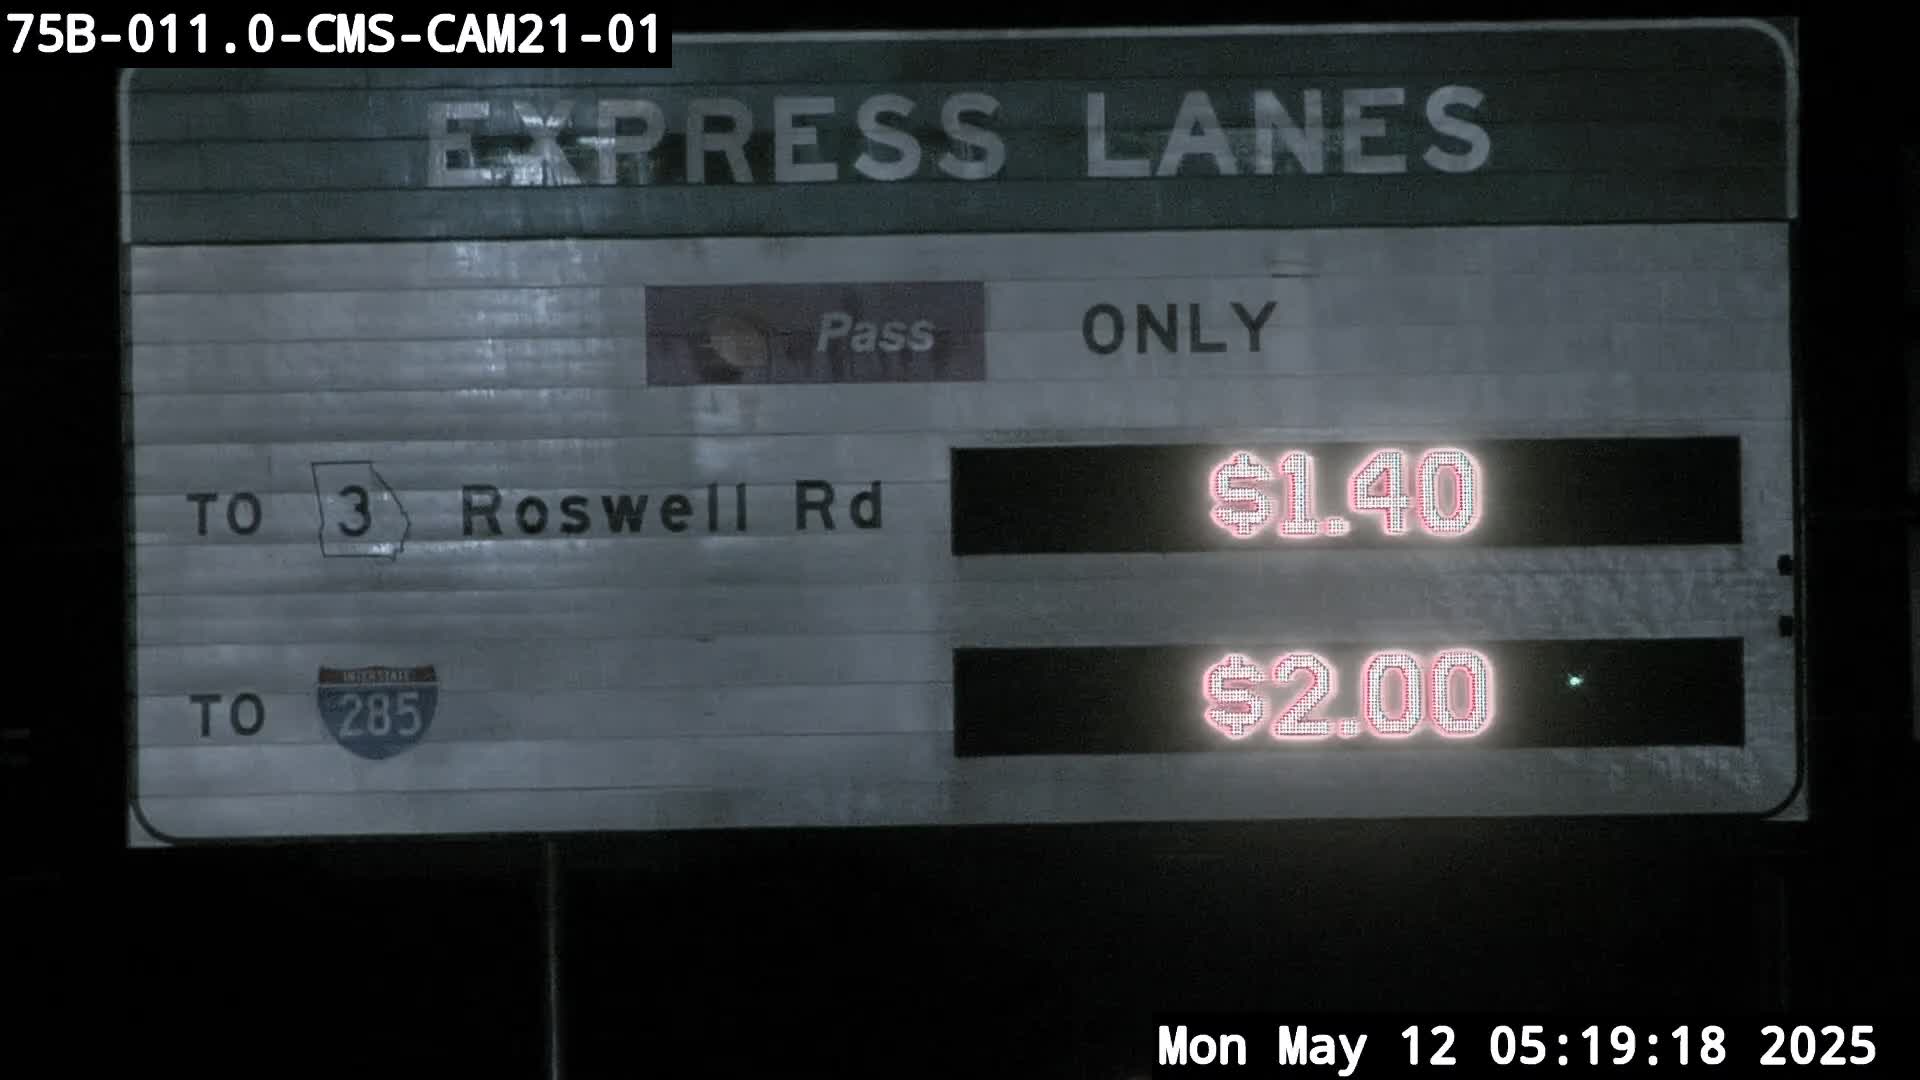 75B-011.0-CMS-CAM21-01
EXPRESS LANES
Pass ONLY
TO 3 Roswell Rd $1.40
INTERSTATE
TO 285 $2.00
Mon May 12 05:19:18 2025